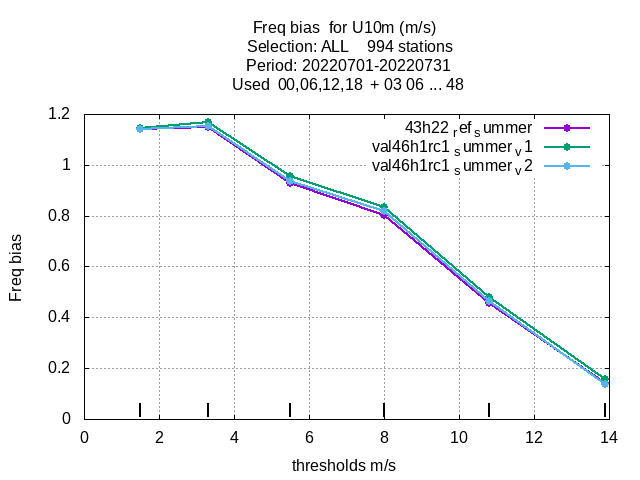 Freq bias  for U10m (m/s)
Selection: ALL    994 stations
Period: 20220701-20220731
Used  00,06,12,18  + 03 06 ... 48
43h22 ref summer
val46h1rc1 summer v1
val46h1rc1 summer v2
Freq bias
1.2
1
0.8
0.6
0.4
0.2
0
0 2 4 6 8 10 12 14
thresholds m/s